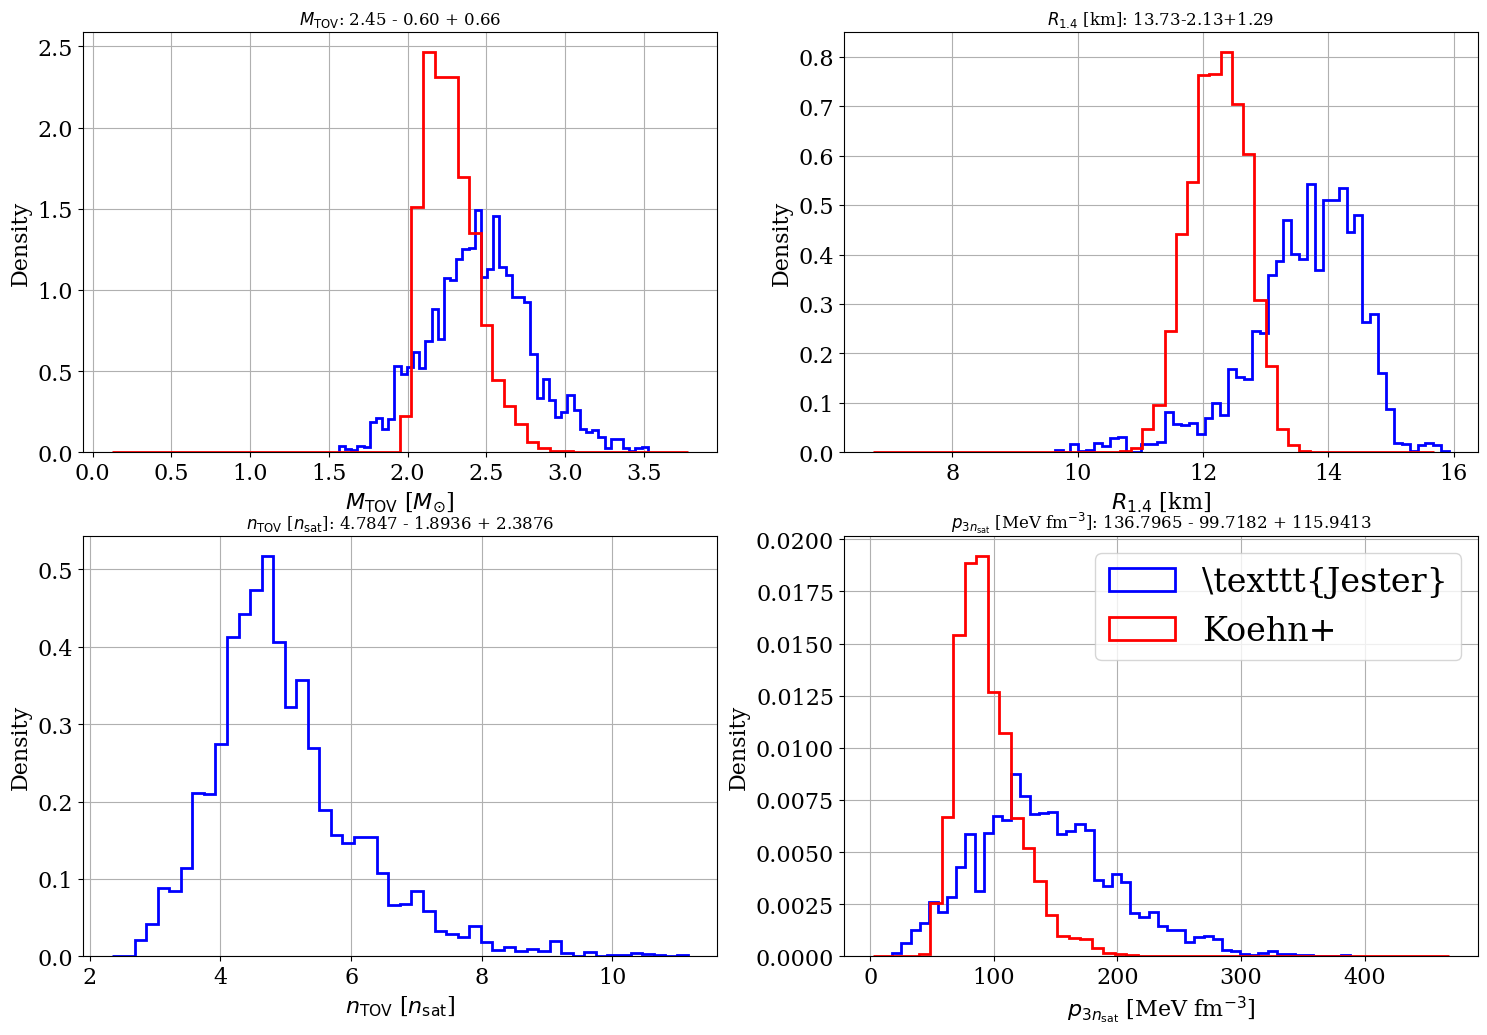 M_TOV: 2.45 - 0.60 + 0.66
2.5
2.0
1.5
1.0
0.5
0.0
Density
0.0 0.5 1.0 1.5 2.0 2.5 3.0 3.5
M_TOV [M_⊙]
R_1.4 [km]: 13.73-2.13+1.29
0.8
0.7
0.6
0.5
0.4
0.3
0.2
0.1
0.0
Density
8 10 12 14 16
R_1.4 [km]
n_TOV [n_sat]: 4.7847 - 1.8936 + 2.3876
0.5
0.4
0.3
0.2
0.1
0.0
Density
2 4 6 8 10
n_TOV [n_sat]
p_3n_sat [MeV fm⁻³]: 136.7965 - 99.7182 + 115.9413
0.0200
0.0175
0.0150
0.0125
0.0100
0.0075
0.0050
0.0025
0.0000
Density
\texttt{Jester}
Koehn+
0 100 200 300 400
p_3n_sat [MeV fm⁻³]